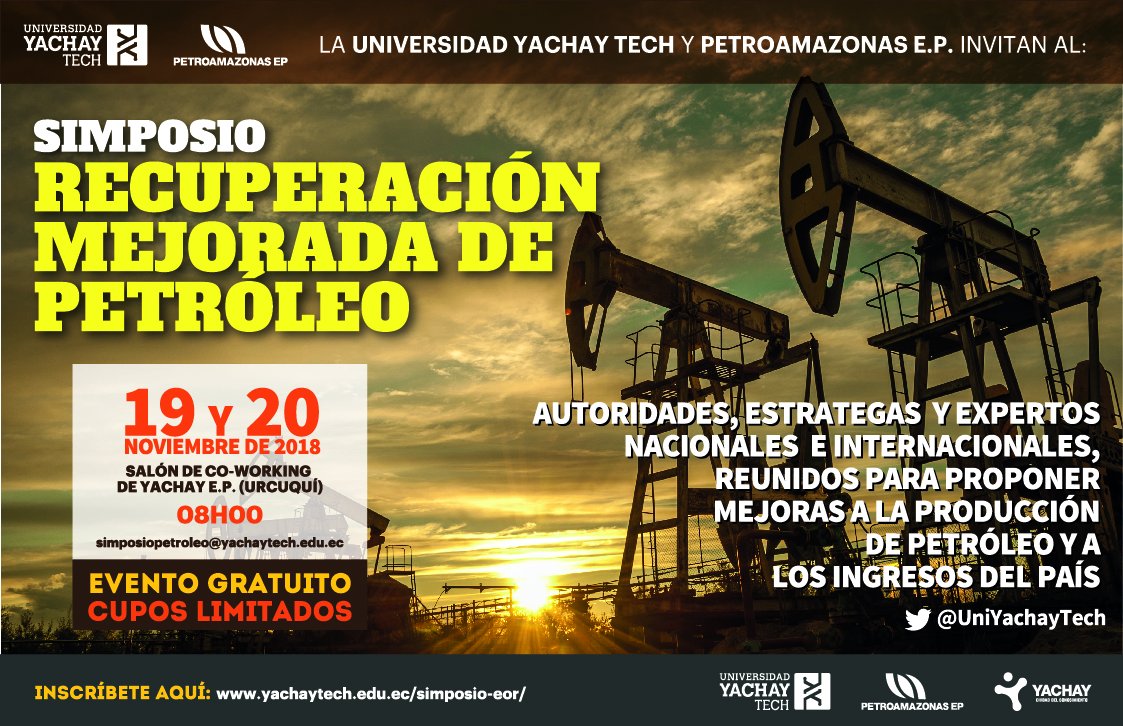 UNIVERSIDAD
YACHAY
TECH
PETROAMAZONAS EP
LA UNIVERSIDAD YACHAY TECH Y PETROAMAZONAS E.P. INVITAN AL:
SIMPOSIO
RECUPERACIÓN
MEJORADA DE
PETRÓLEO
19 Y 20
NOVIEMBRE DE 2018
SALÓN DE CO-WORKING
DE YACHAY E.P. (URCUQUÍ)
08H00
simposiopetroleo@yachaytech.edu.ec
EVENTO GRATUITO
CUPOS LIMITADOS
AUTORIDADES, ESTRATEGAS Y EXPERTOS
NACIONALES E INTERNACIONALES,
REUNIDOS PARA PROPONER
MEJORAS A LA PRODUCCIÓN
DE PETRÓLEO Y A
LOS INGRESOS DEL PAÍS
@UniYachayTech
INSCRÍBETE AQUÍ: www.yachaytech.edu.ec/simposio-eor/
UNIVERSIDAD
YACHAY
TECH
PETROAMAZONAS EP
YACHAY
CIUDAD DEL CONOCIMIENTO